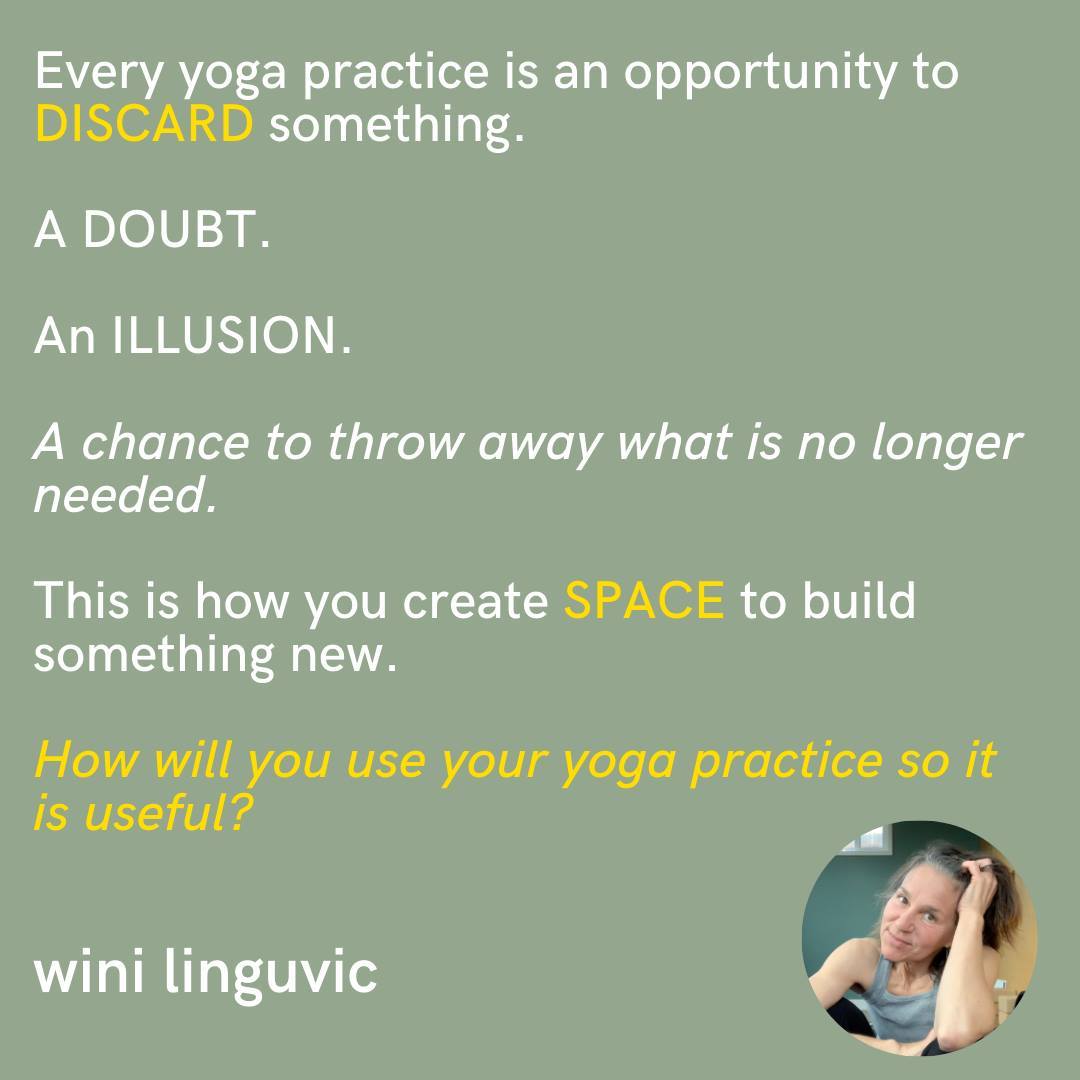 Every yoga practice is an opportunity to
DISCARD something.
A DOUBT.
An ILLUSION.
A chance to throw away what is no longer
needed.
This is how you create SPACE to build
something new.
How will you use your yoga practice so it
is useful?
wini linguvic